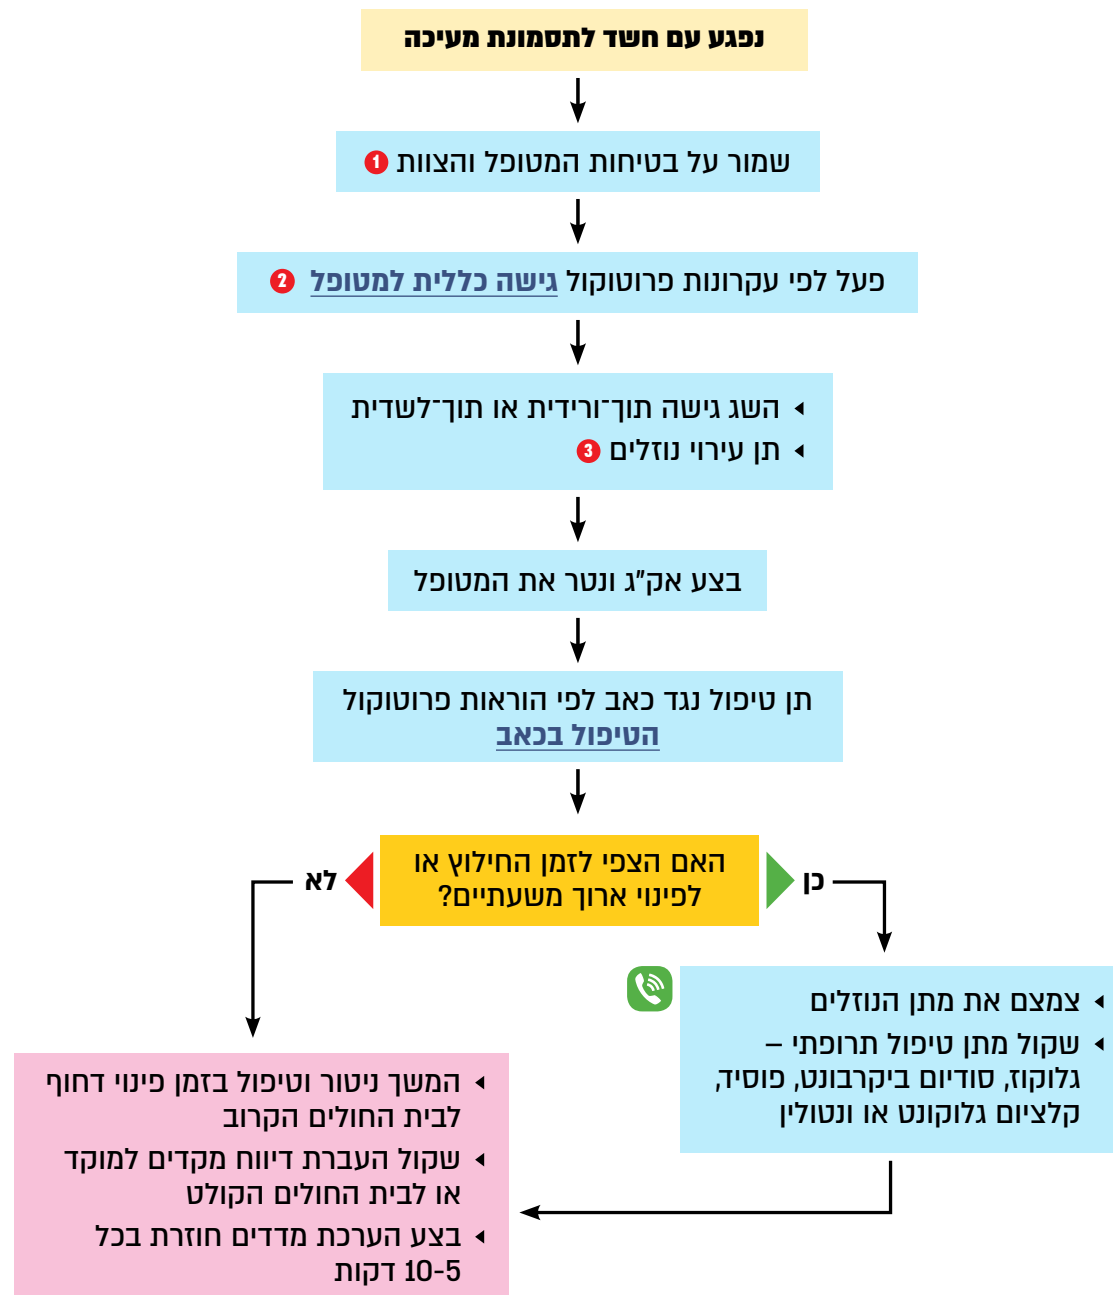 נפגע עם חשד לתסמונת מעיכה
שמור על בטיחות המטופל והצוות 1
פעל לפי עקרונות פרוטוקול גישה כללית למטופל 2
השג גישה תוך־ורידית או תוך־לשדית
תן עירוי נוזלים 3
בצע אק"ג ונטר את המטופל
תן טיפול נגד כאב לפי הוראות פרוטוקול
הטיפול בכאב
האם הצפי לזמן החילוץ או
לפינוי ארוך משעתיים?
כן
לא
צמצם את מתן הנוזלים
שקול מתן טיפול תרופתי –
גלוקוז, סודיום ביקרבונט, פוסיד,
קלציום גלוקונט או ונטולין
המשך ניטור וטיפול בזמן פינוי דחוף
לבית החולים הקרוב
שקול העברת דיווח מקדים למוקד
או לבית החולים הקולט
בצע הערכת מדדים חוזרת בכל
10-5 דקות